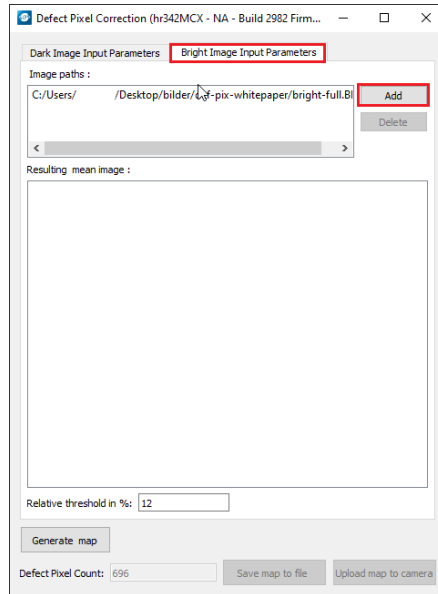 Defect Pixel Correction (hr342MCX - NA - Build 2982 Firm...
Dark Image Input Parameters Bright Image Input Parameters
Image paths :
C:/Users/ /Desktop/bilder/ -pix-whitepaper/bright-full.B
Add
Delete
Resulting mean image :
Relative threshold in %: 12
Generate map
Defect Pixel Count: 696 Save map to file Upload map to camera